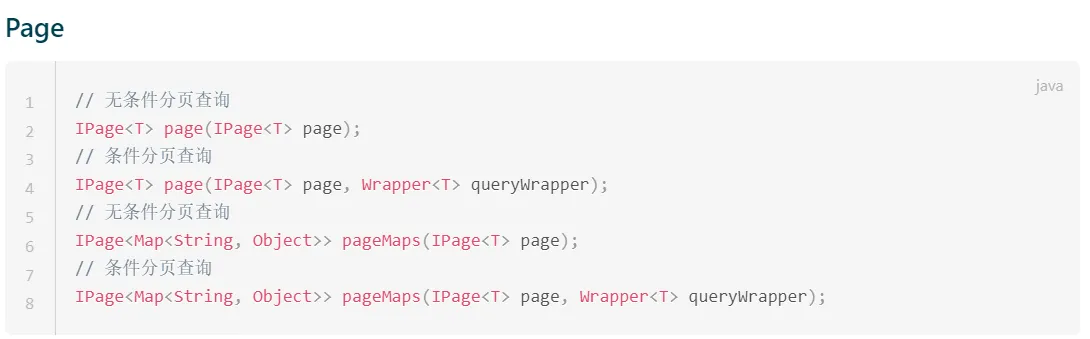 Page
java
1 // 无条件分页查询
2 IPage<T> page(IPage<T> page);
3 // 条件分页查询
4 IPage<T> page(IPage<T> page, Wrapper<T> queryWrapper);
5 // 无条件分页查询
6 IPage<Map<String, Object>> pageMaps(IPage<T> page);
7 // 条件分页查询
8 IPage<Map<String, Object>> pageMaps(IPage<T> page, Wrapper<T> queryWrapper);